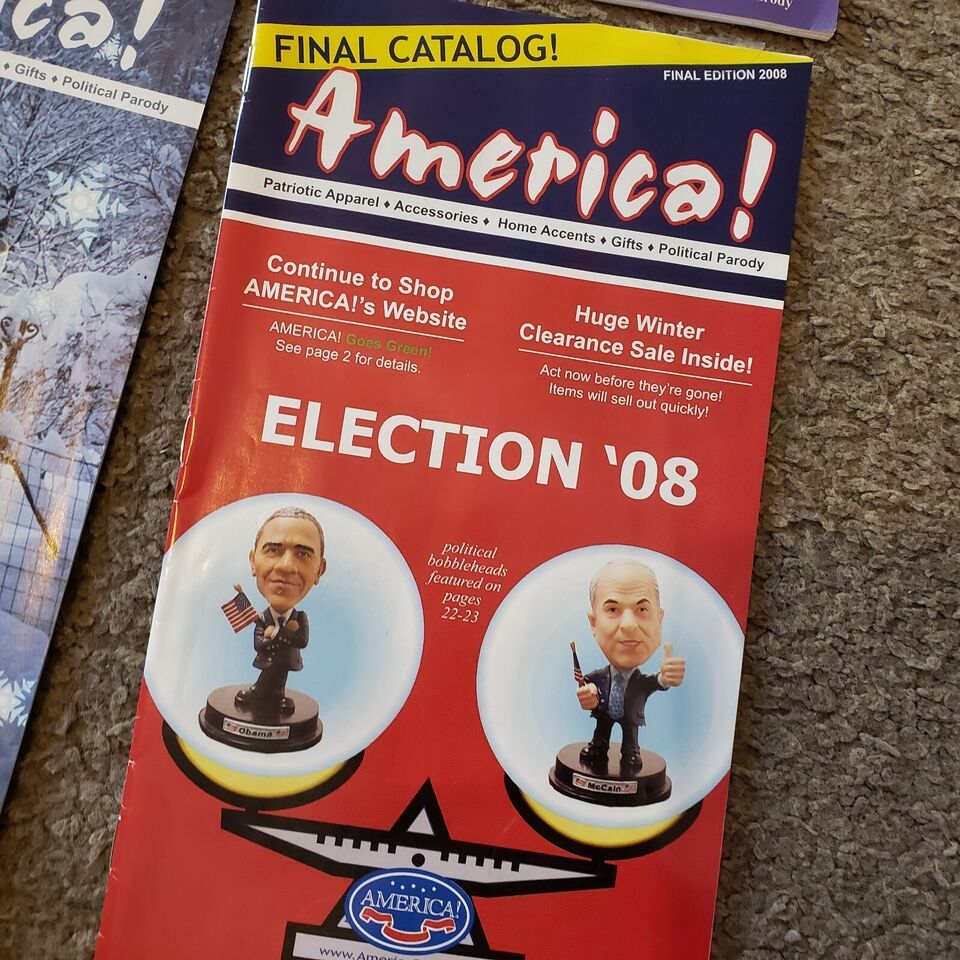 ca!
♦ Gifts ♦ Political Parody
FINAL CATALOG!
FINAL EDITION 2008
America!
Patriotic Apparel ♦ Accessories ♦ Home Accents ♦ Gifts ♦ Political Parody
Continue to Shop
AMERICA!'s Website
AMERICA! Goes Green!
See page 2 for details.
Huge Winter
Clearance Sale Inside!
Act now before they're gone!
Items will sell out quickly!
ELECTION '08
political
bobbleheads
featured on
pages
22-23
Obama
McCain
AMERICA!